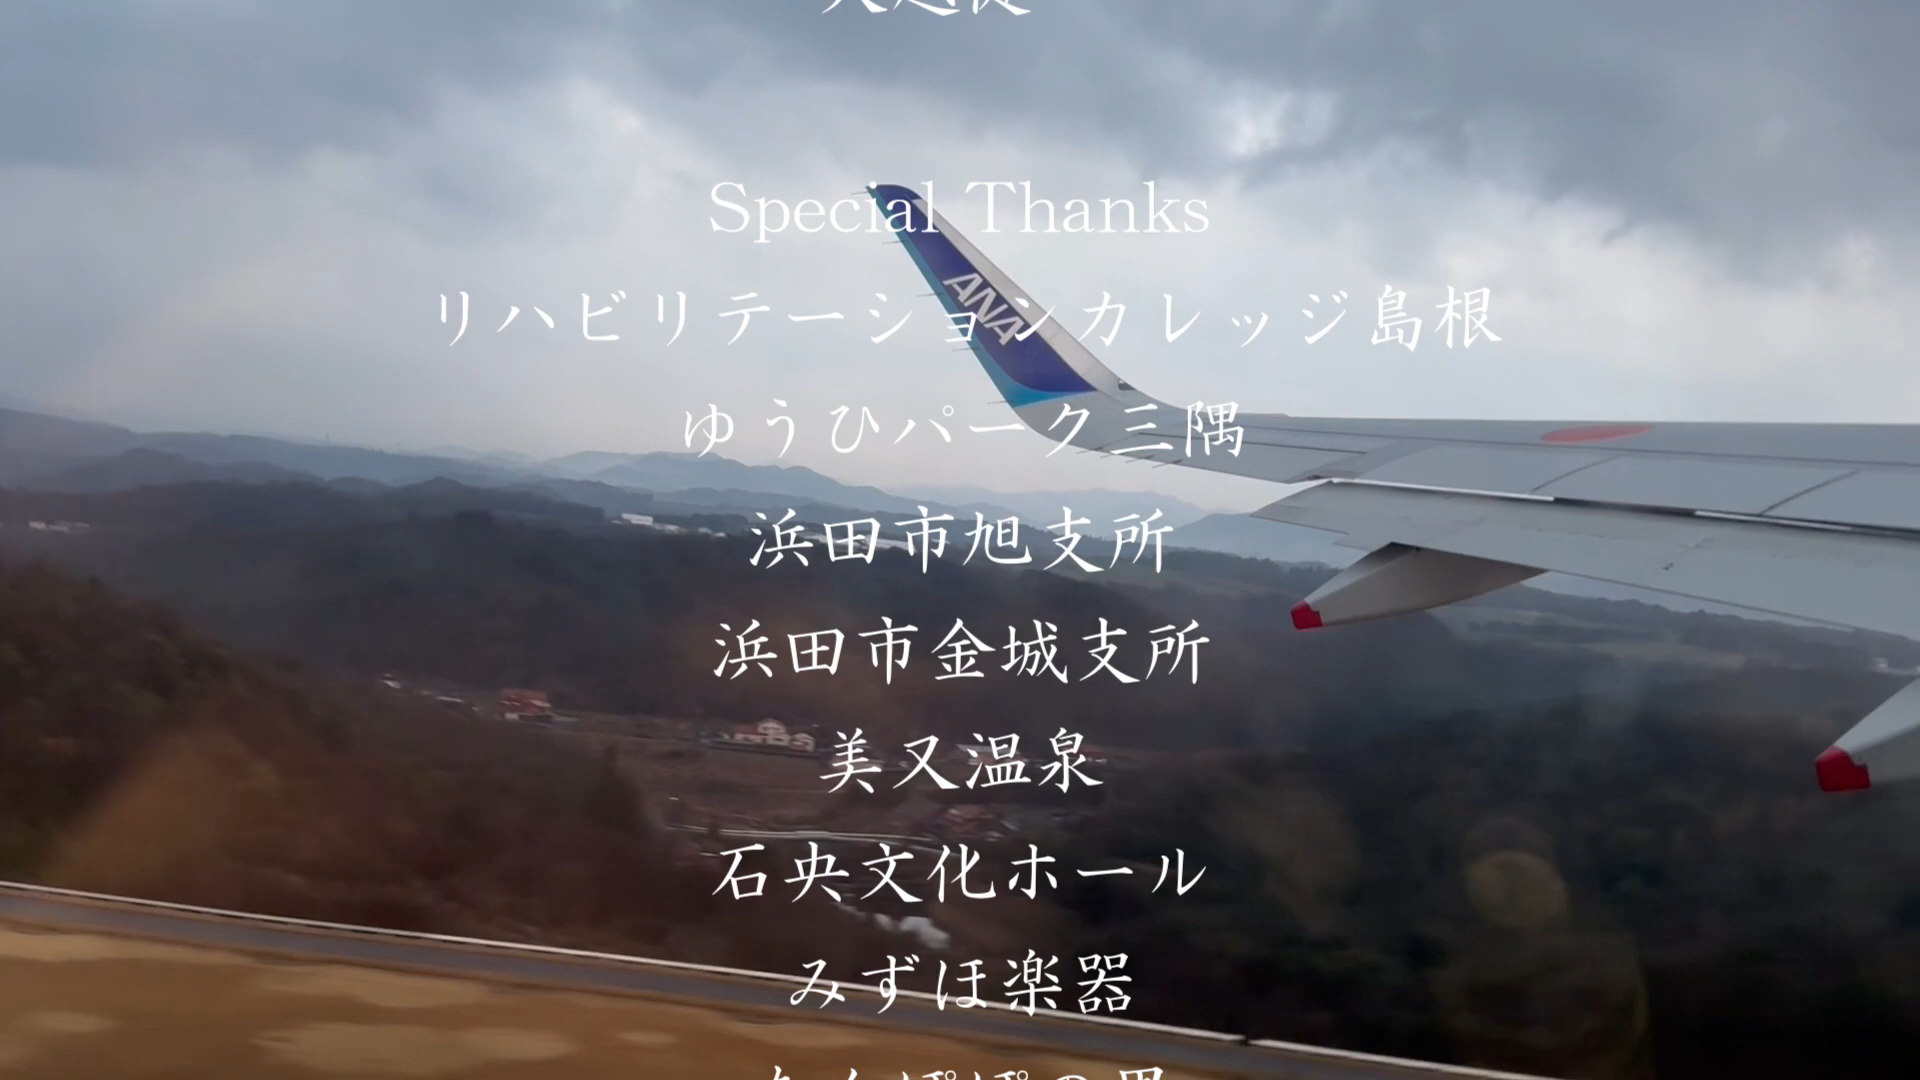 Special Thanks
リハビリテーションカレッジ島根
ANA
ゆうひパーク三隅
浜田市旭支所
浜田市金城支所
美又温泉
石央文化ホール
みずほ楽器